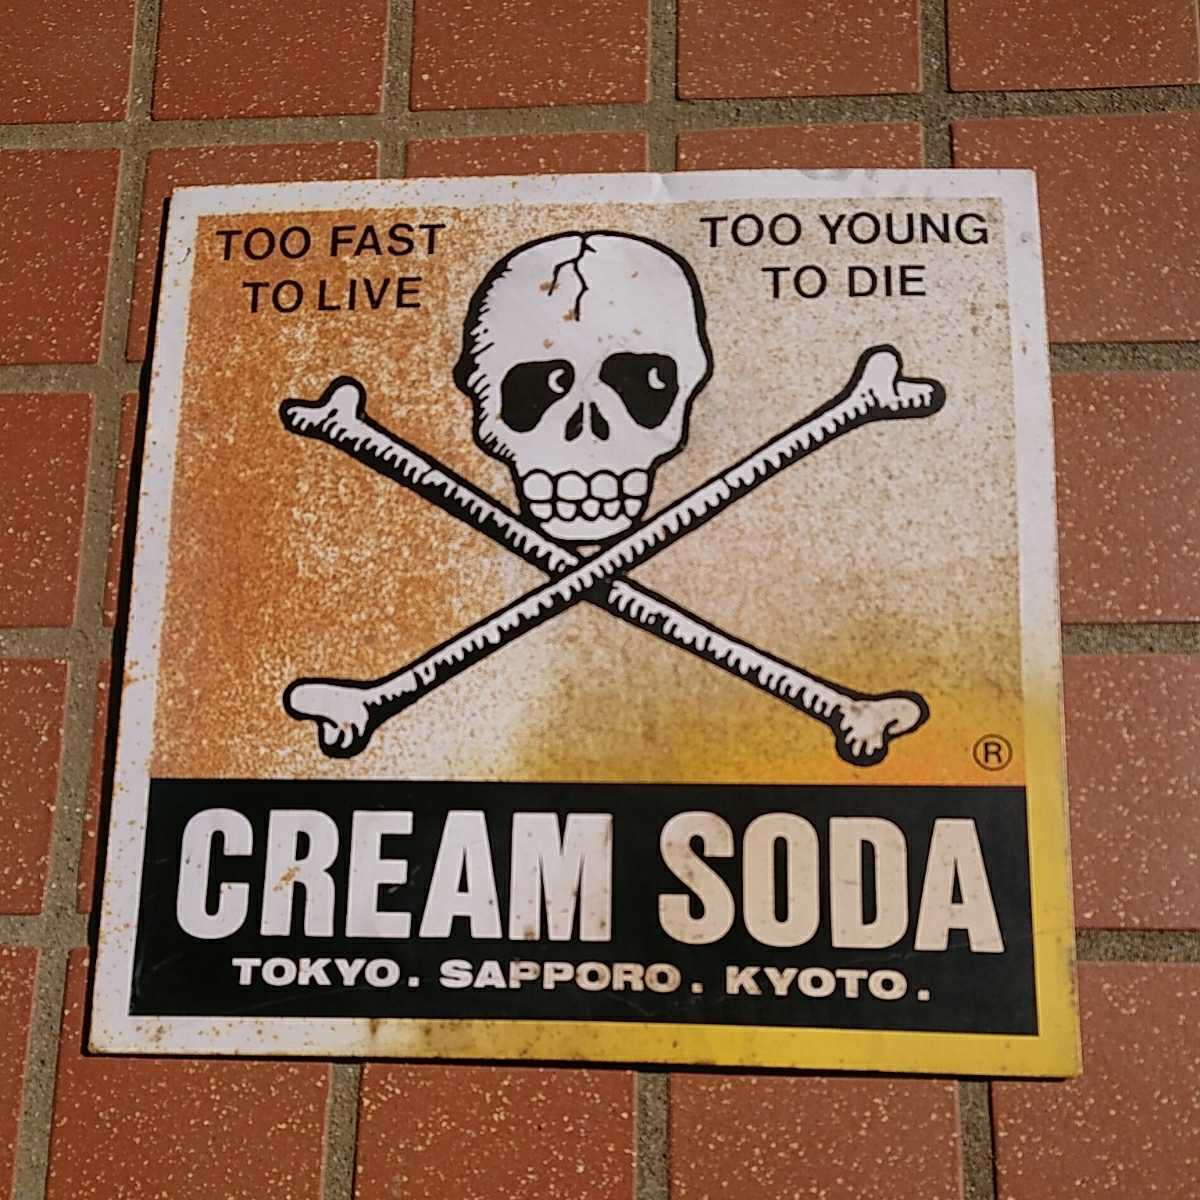 TOO FAST
TO LIVE
TOO YOUNG
TO DIE
®
CREAM SODA
TOKYO. SAPPORO. KYOTO.